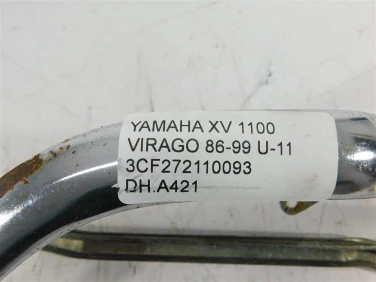 YAMAHA XV 1100
VIRAGO 86-99 U-11
3CF272110093
DH.A421